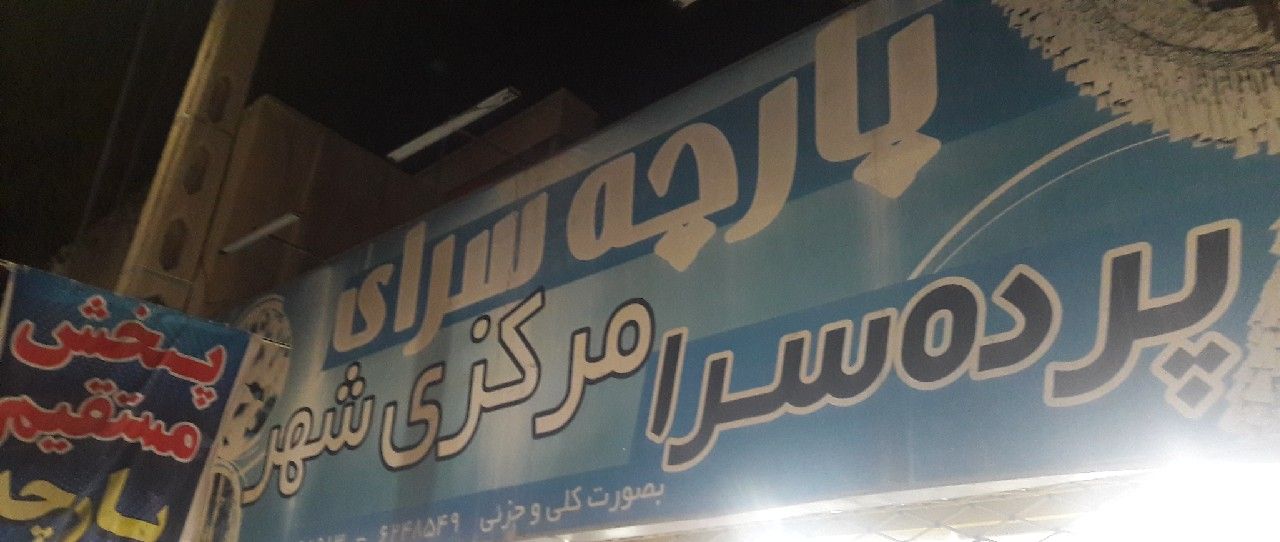 پارچه سرای
پرده سرا مرکزی شهر
بصورت کلی و جزئی ۶۲۴۸۵۴۹ -
پخش
مستقیم
پارچه